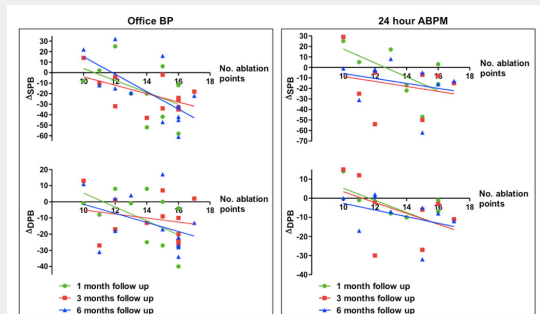 Office BP
30
20
10
0
-10
-20
-30
-40
-50
-60
10 12 14 16 18
ΔSPB
No. ablation
points
20
10
0
-10
-20
-30
-40
10 12 14 16 18
ΔDPB
No. ablation
points
1 month follow up
3 months follow up
6 months follow up
24 hour ABPM
30
20
10
0
-10
-20
-30
-40
-50
-60
-70
8 10 12 14 16 18
ΔSPB
No. ablation
points
20
10
0
-10
-20
-30
-40
8 10 12 14 16 18
ΔDPB
No. ablation
points
1 month follow up
3 months follow up
6 months follow up